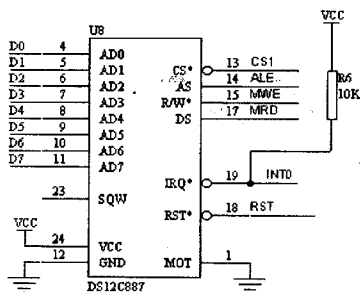 U8
VCC
D0 4 AD0
D1 5 AD1
D2 6 AD2
D3 7 AD3
D4 8 AD4
D5 9 AD5
D6 10 AD6
D7 11 AD7
CS* 13 CS1
AS 14 ALE
R/W* 15 MWE
DS 17 MRD
R6
10K
23 SQW
IRQ* 19 INT0
RST* 18 RST
VCC
24 VCC
12 GND
MOT 1
DS12C887